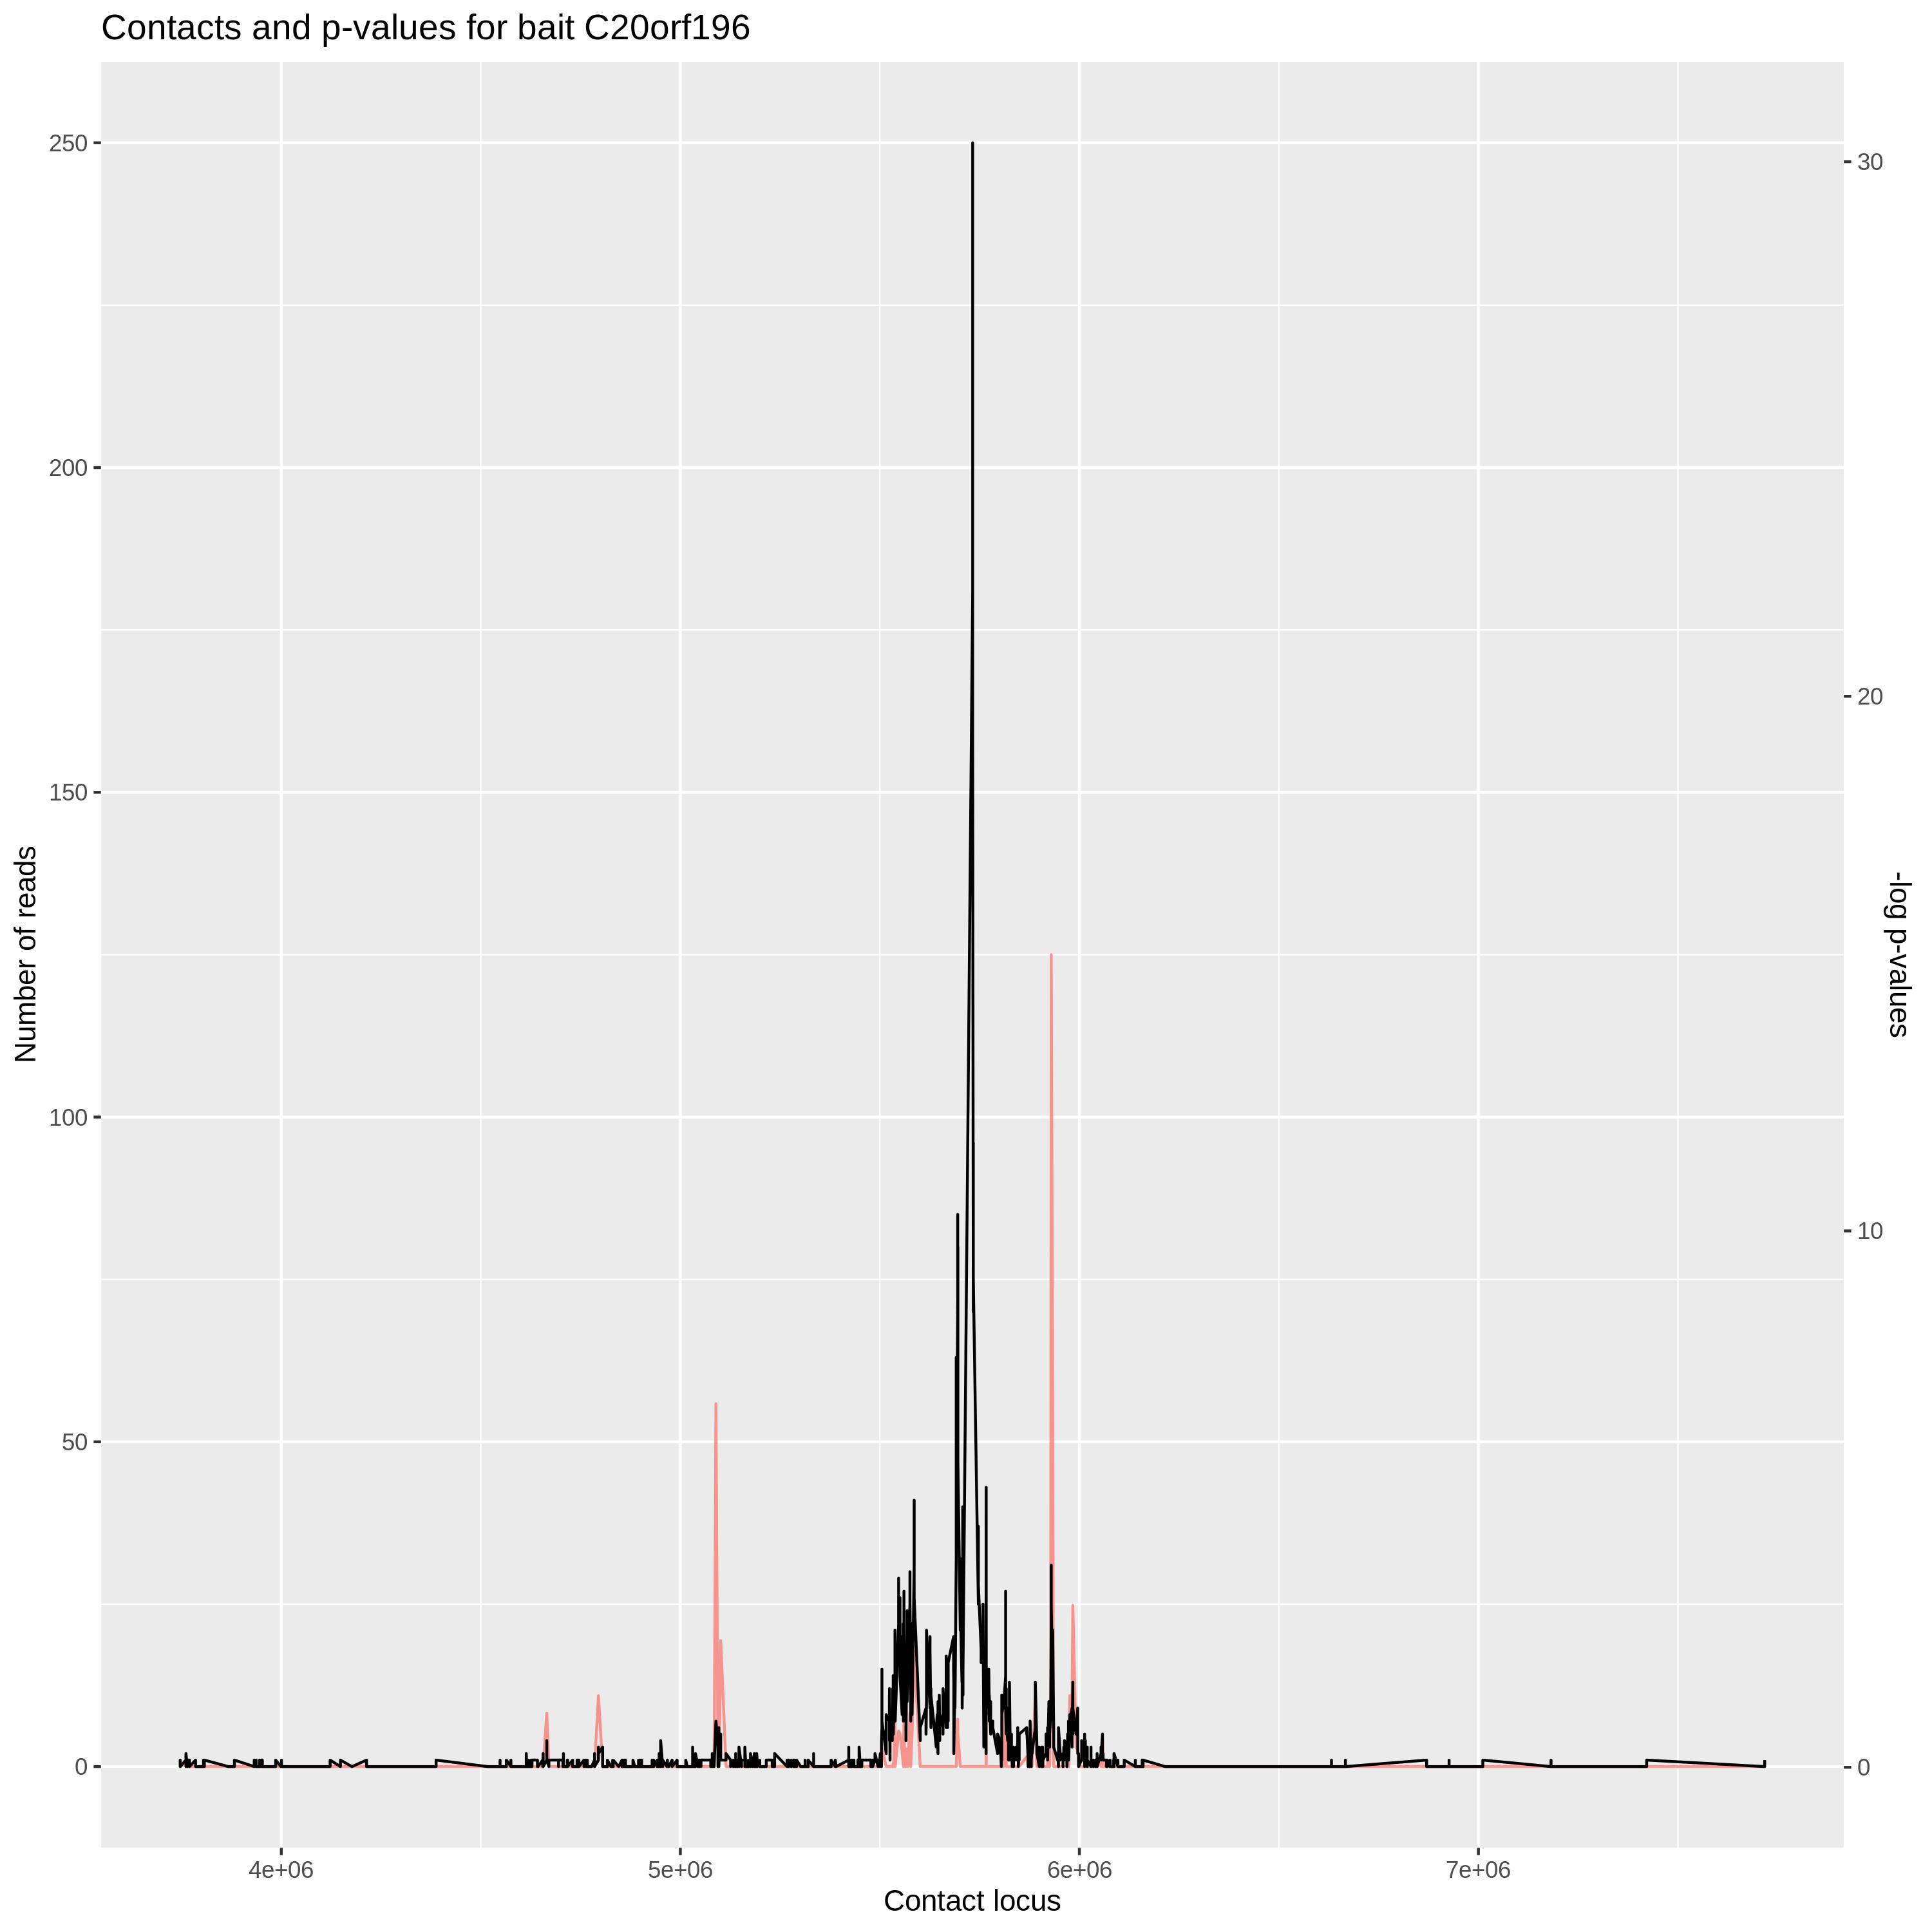 Contacts and p-values for bait C20orf196
250
200
150
100
50
0
Number of reads
30
20
10
0
-log p-values
4e+06
5e+06
6e+06
7e+06
Contact locus